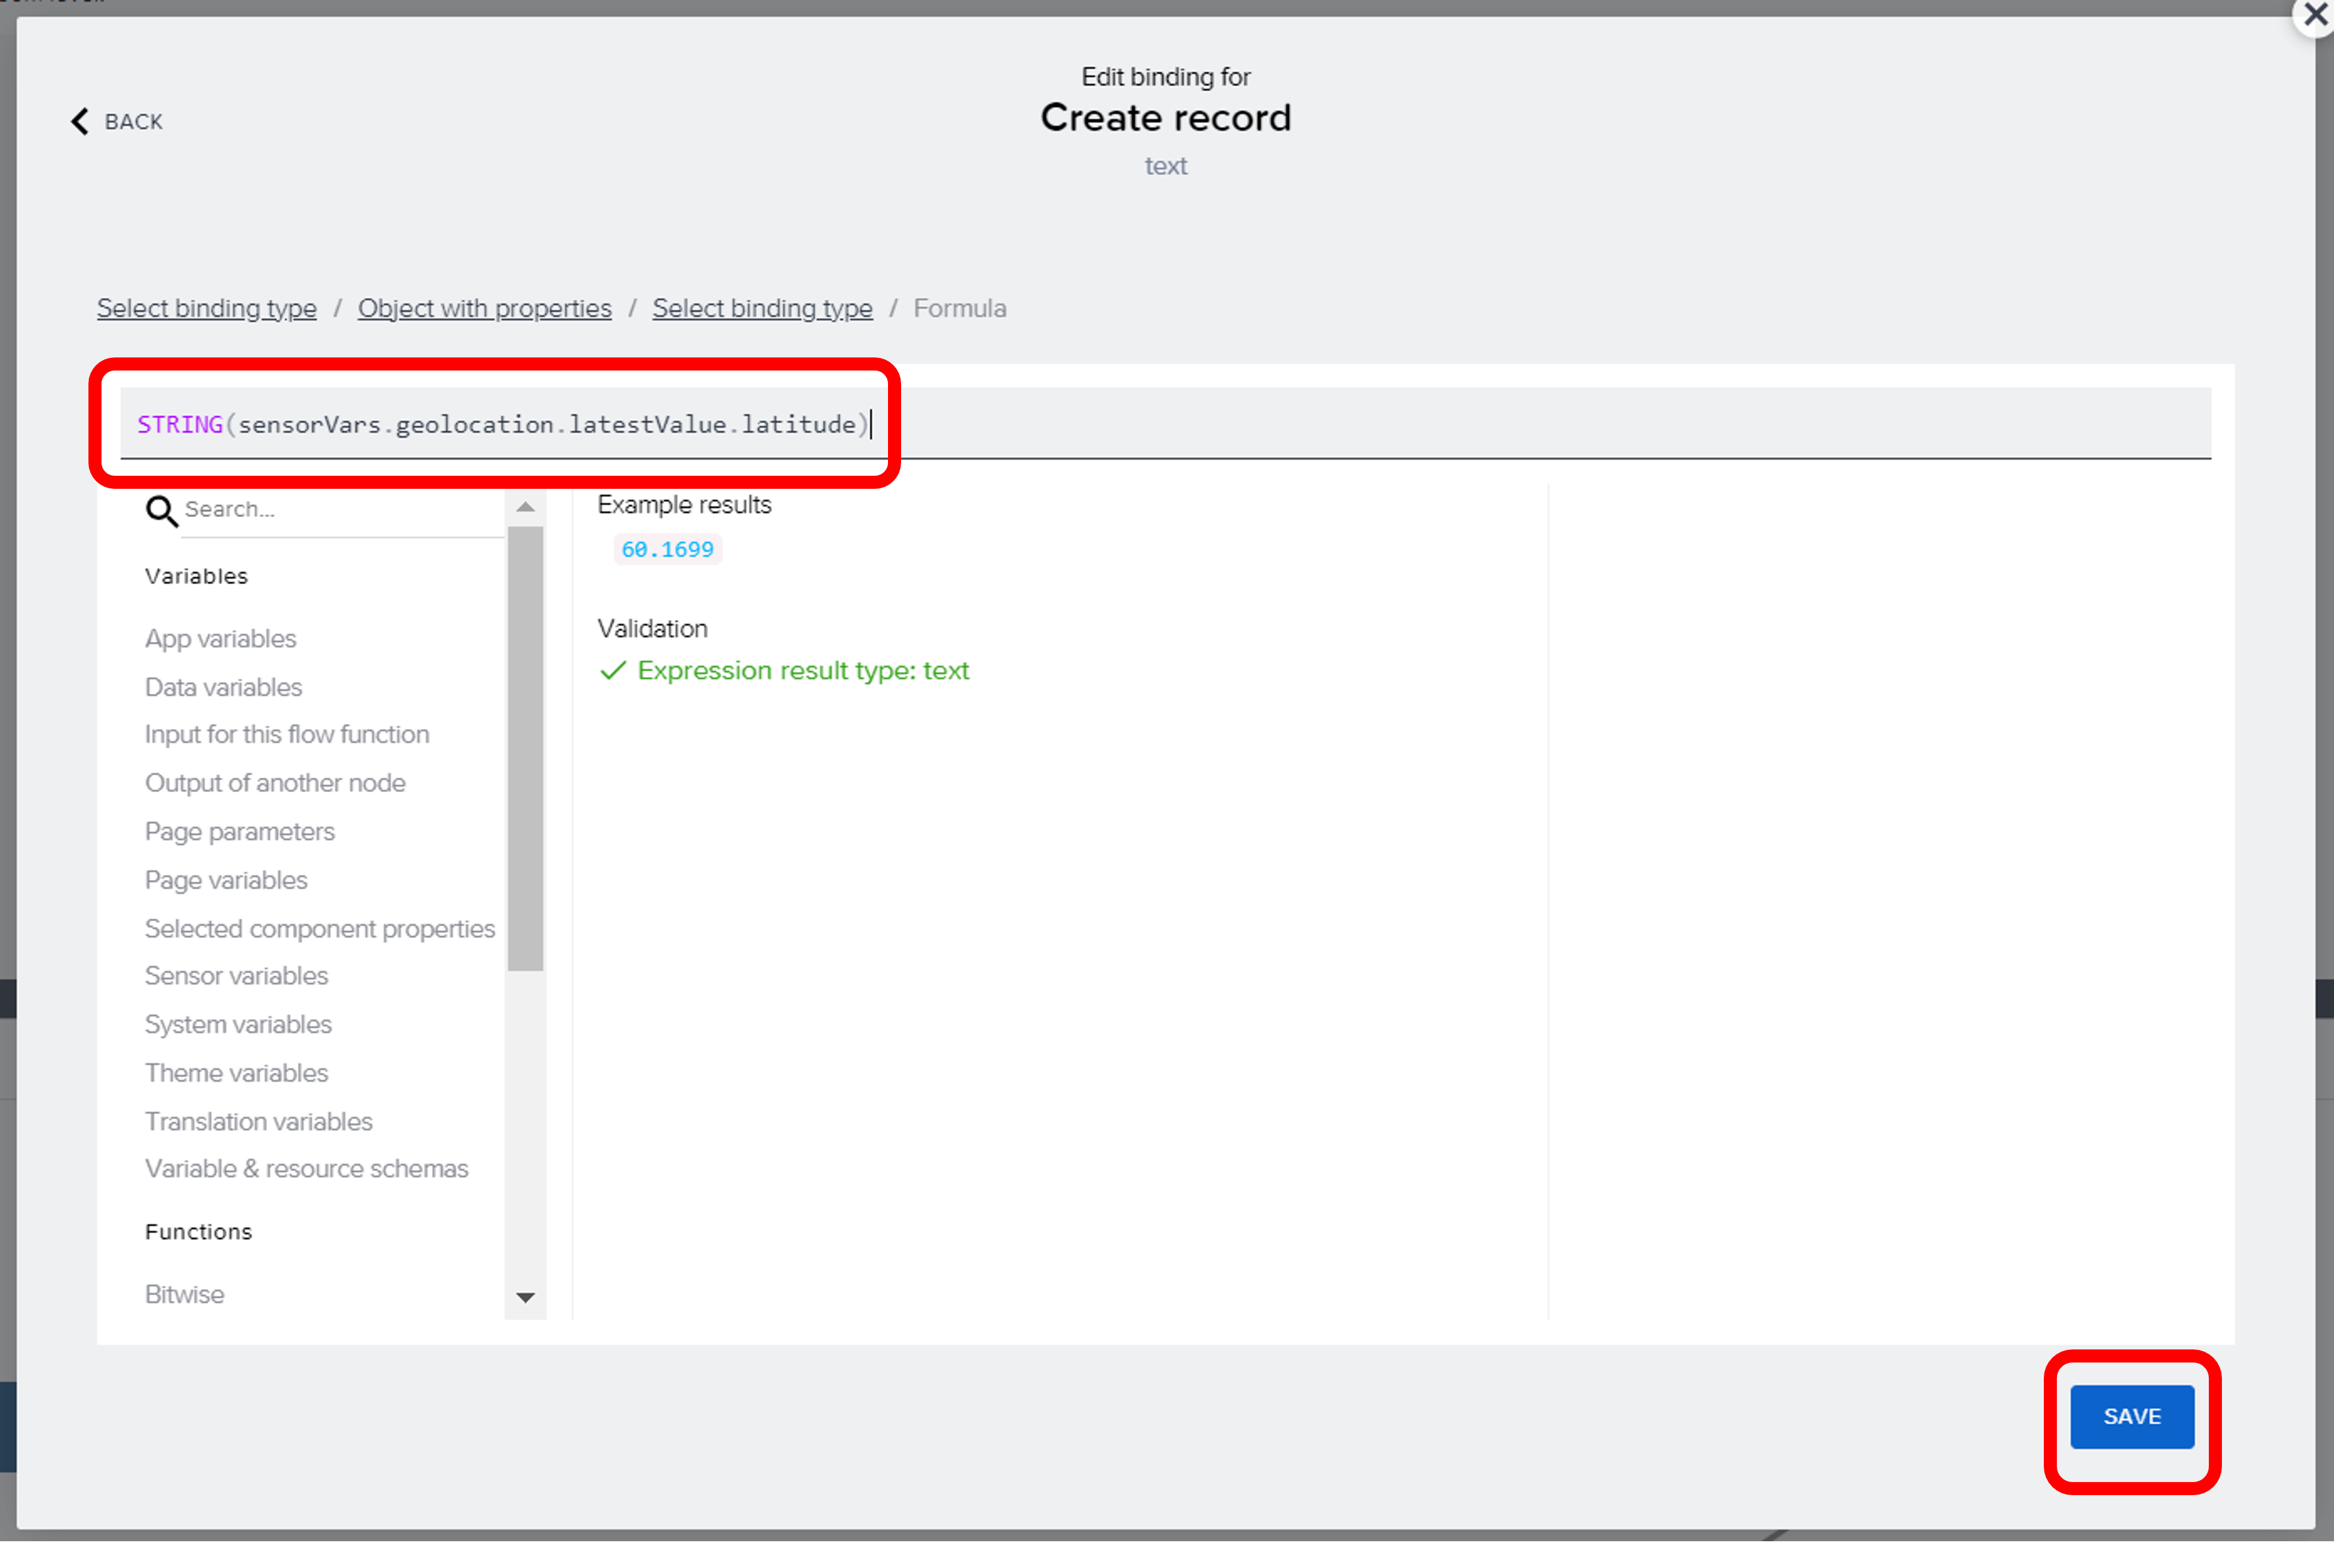 Edit binding for
BACK
Create record
text
Select binding type / Object with properties / Select binding type / Formula
STRING(sensorVars.geolocation.latestValue.latitude)
Search...
Example results
60.1699
Variables
Validation
App variables
Expression result type: text
Data variables
Input for this flow function
Output of another node
Page parameters
Page variables
Selected component properties
Sensor variables
System variables
Theme variables
Translation variables
Variable & resource schemas
Functions
Bitwise
SAVE